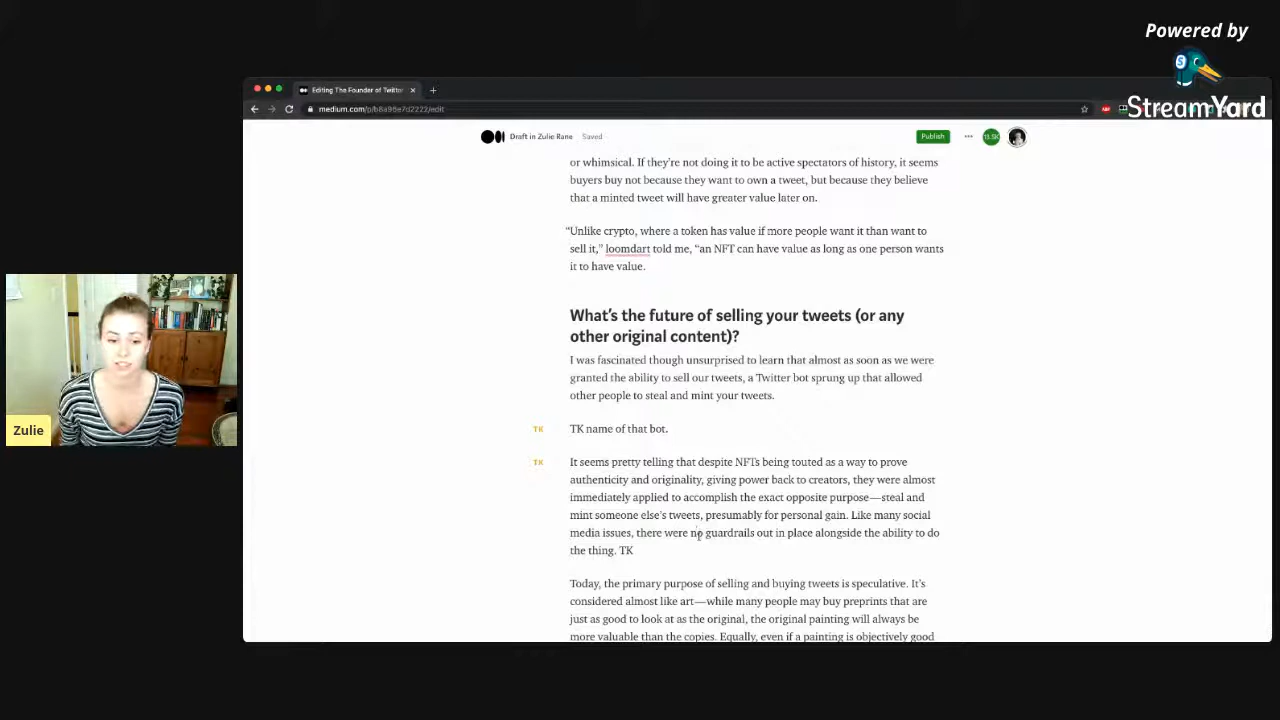 Powered by
StreamYard
Editing The Founder of Twitter
medium.com/p/b8a96e7d2222/edit
Draft in Zulie Rane Saved
Publish
13.5K
or whimsical. If they're not doing it to be active spectators of history, it seems
buyers buy not because they want to own a tweet, but because they believe
that a minted tweet will have greater value later on.
“Unlike crypto, where a token has value if more people want it than want to
sell it,” loomdart told me, “an NFT can have value as long as one person wants
it to have value.
What's the future of selling your tweets (or any
other original content)?
I was fascinated though unsurprised to learn that almost as soon as we were
granted the ability to sell our tweets, a Twitter bot sprung up that allowed
other people to steal and mint your tweets.
TK TK name of that bot.
TK It seems pretty telling that despite NFTs being touted as a way to prove
authenticity and originality, giving power back to creators, they were almost
immediately applied to accomplish the exact opposite purpose—steal and
mint someone else's tweets, presumably for personal gain. Like many social
media issues, there were no guardrails out in place alongside the ability to do
the thing. TK
Today, the primary purpose of selling and buying tweets is speculative. It's
considered almost like art—while many people may buy preprints that are
just as good to look at as the original, the original painting will always be
more valuable than the copies. Equally, even if a painting is objectively good
Zulie